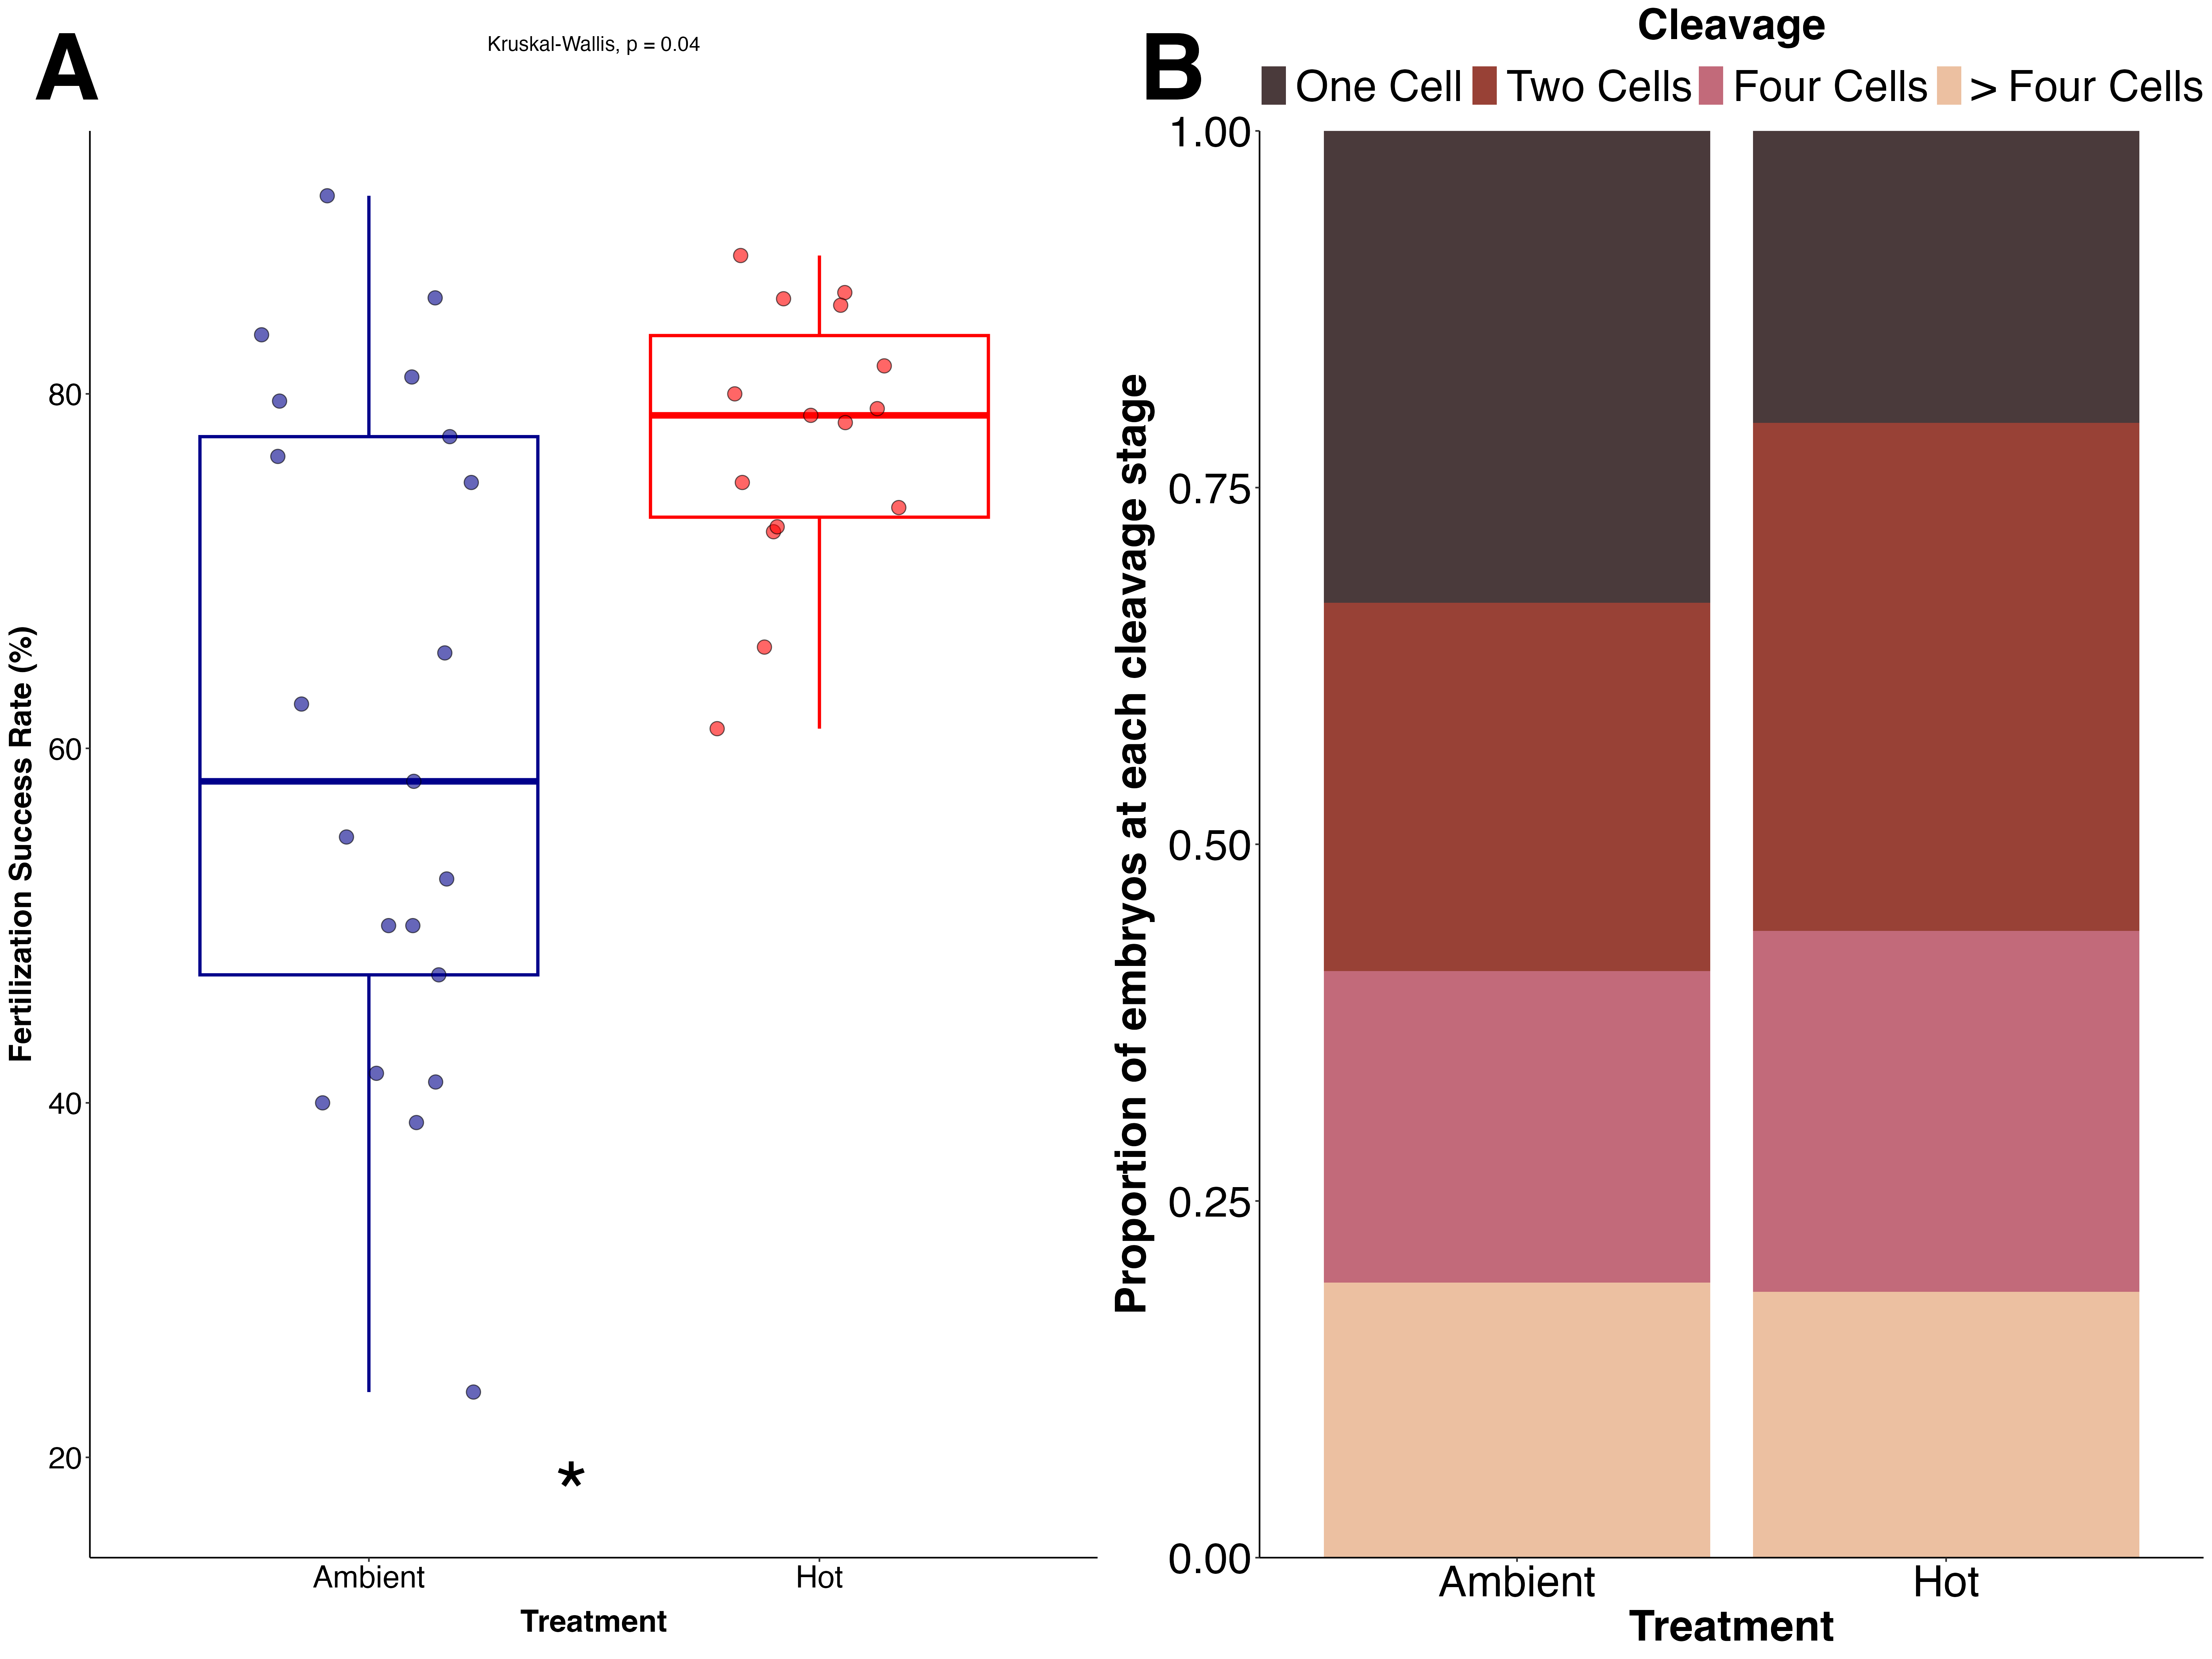 A
Kruskal-Wallis, p = 0.04
Fertilization Success Rate (%)
80
60
40
20
*
Ambient
Hot
Treatment
B
Cleavage
One Cell
Two Cells
Four Cells
> Four Cells
Proportion of embryos at each cleavage stage
1.00
0.75
0.50
0.25
0.00
Ambient
Hot
Treatment